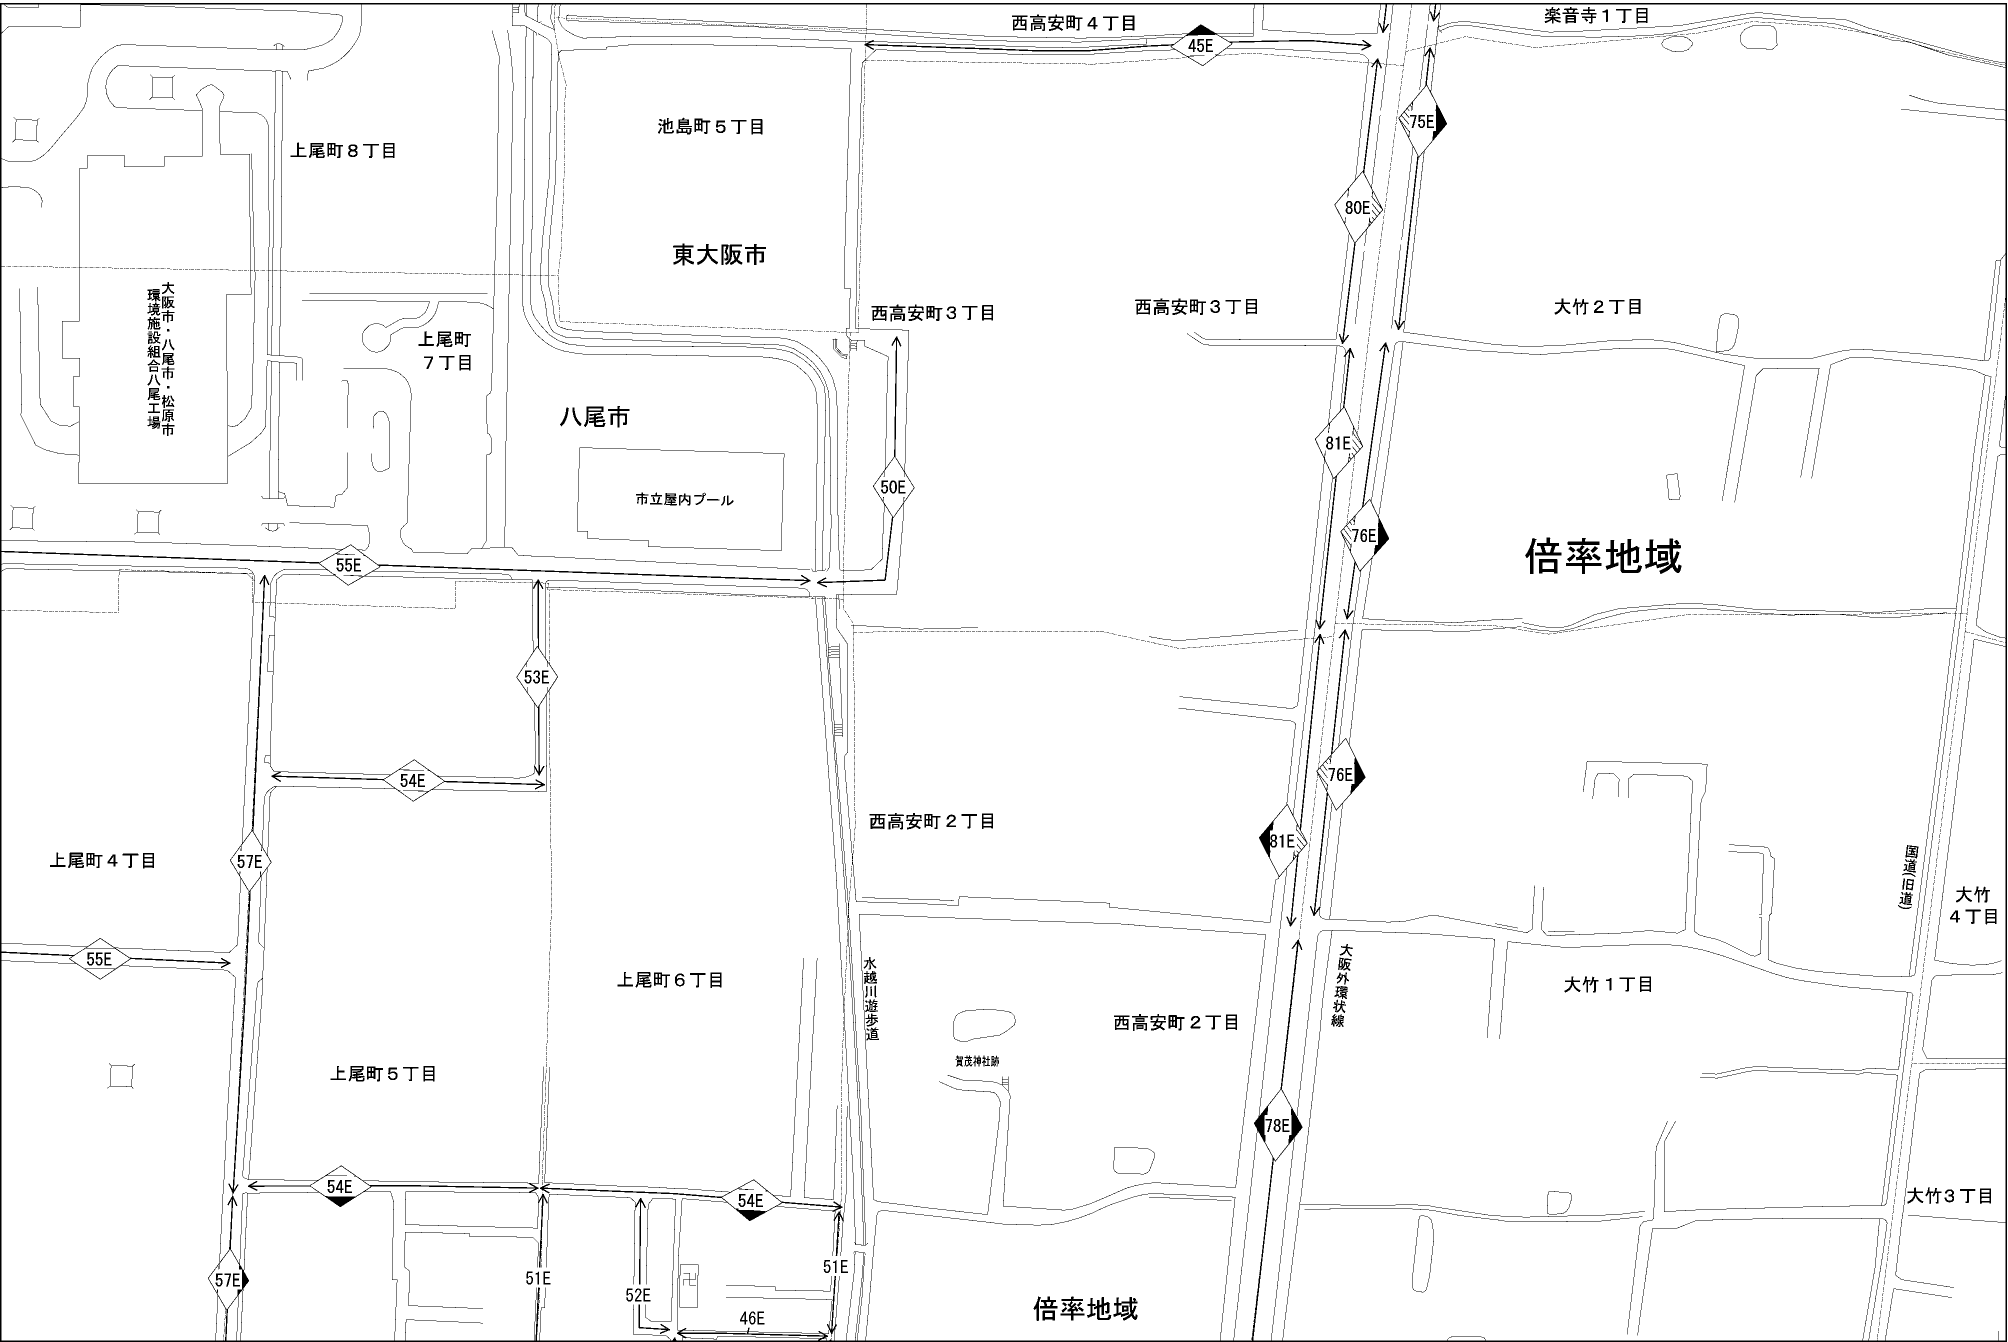 西高安町４丁目
楽音寺１丁目
45E
75E
池島町５丁目
上尾町８丁目
80E
東大阪市
大阪市・八尾市・松原市
環境施設組合八尾工場
西高安町３丁目
西高安町３丁目
大竹２丁目
上尾町
７丁目
八尾市
81E
市立屋内プール
50E
76E
倍率地域
55E
53E
54E
76E
西高安町２丁目
81E
上尾町４丁目
57E
国道(旧道)
大竹
４丁目
55E
上尾町６丁目
水越川遊歩道
大阪外環状線
大竹１丁目
西高安町２丁目
賀茂神社跡
上尾町５丁目
78E
54E
54E
大竹３丁目
57E
51E
52E
51E
46E
倍率地域